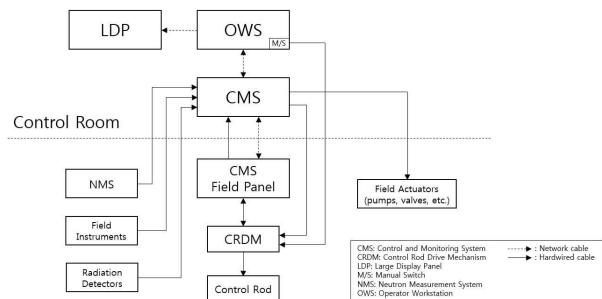 LDP
OWS
M/S
CMS
Control Room
NMS
CMS
Field Panel
Field Actuators
(pumps, valves, etc.)
Field
Instruments
CRDM
Radiation
Detectors
Control Rod
CMS: Control and Monitoring System
CRDM: Control Rod Drive Mechanism
LDP: Large Display Panel
M/S: Manual Switch
NMS: Neutron Measurement System
OWS: Operator Workstation
: Network cable
: Hardwired cable